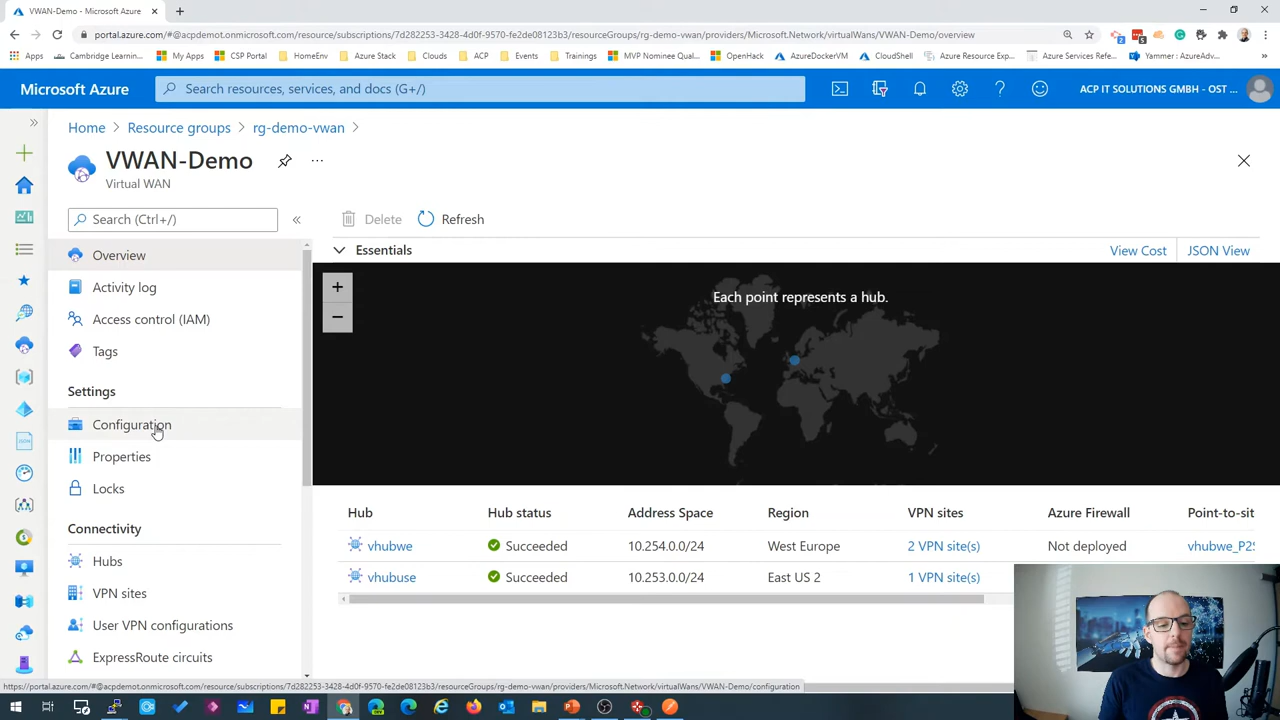 VWAN-Demo - Microsoft Azure
portal.azure.com/#@acpdemot.onmicrosoft.com/resource/subscriptions/7d282253-3428-4d0f-9570-fe2de08123b3/resourceGroups/rg-demo-vwan/providers/Microsoft.Network/virtualWans/VWAN-Demo/overview
Apps Cambridge Learning... My Apps CSP Portal HomeEnv Azure Stack Clouds ACP Events Trainings MVP Nominee Qual... OpenHack AzureDockerVM CloudShell Azure Resource Exp... Azure Services Refe... Yammer : AzureAdv...
Microsoft Azure
Search resources, services, and docs (G+/)
ACP IT SOLUTIONS GMBH - OST ...
Home > Resource groups > rg-demo-vwan >
VWAN-Demo
Virtual WAN
Search (Ctrl+/)
Delete Refresh
Essentials
View Cost JSON View
Overview
Activity log
Access control (IAM)
Tags
Settings
Configuration
Properties
Locks
Connectivity
Hubs
VPN sites
User VPN configurations
ExpressRoute circuits
Each point represents a hub.
Hub Hub status Address Space Region VPN sites Azure Firewall Point-to-sit
vhubwe Succeeded 10.254.0.0/24 West Europe 2 VPN site(s) Not deployed vhubwe_P2S
vhubuse Succeeded 10.253.0.0/24 East US 2 1 VPN site(s)
https://portal.azure.com/#@acpdemot.onmicrosoft.com/resource/subscriptions/7d282253-3428-4d0f-9570-fe2de08123b3/resourceGroups/rg-demo-vwan/providers/Microsoft.Network/virtualWans/VWAN-Demo/configuration